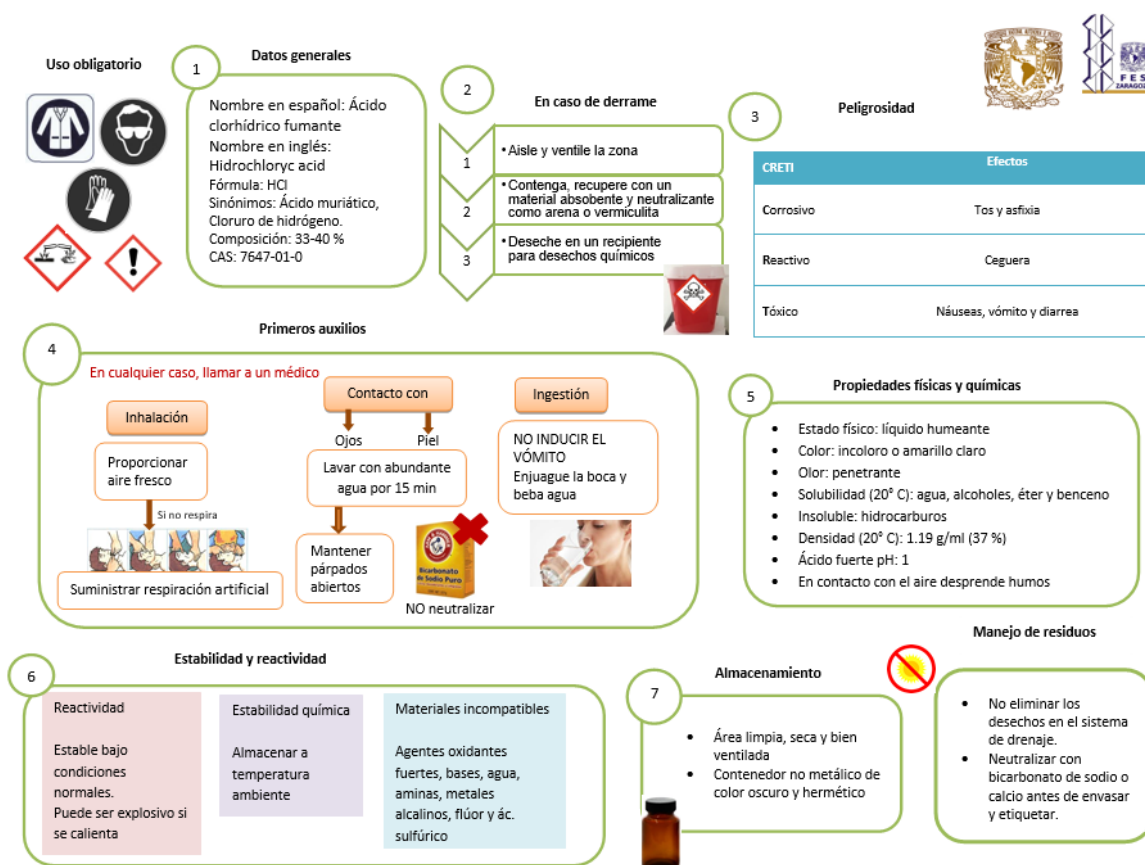 Uso obligatorio
1
Datos generales
Nombre en español: Ácido
clorhídrico fumante
Nombre en inglés:
Hidrochloryc acid
Fórmula: HCl
Sinónimos: Ácido muriático,
Cloruro de hidrógeno.
Composición: 33-40 %
CAS: 7647-01-0
2
En caso de derrame
1
• Aisle y ventile la zona
2
• Contenga, recupere con un
material absobente y neutralizante
como arena o vermiculita
3
• Deseche en un recipiente
para desechos químicos
FES
ZARAGOZA
3
Peligrosidad
CRETI Efectos
Corrosivo Tos y asfixia
Reactivo Ceguera
Tóxico Náuseas, vómito y diarrea
4
Primeros auxilios
En cualquier caso, llamar a un médico
Inhalación
Proporcionar
aire fresco
Si no respira
Suministrar respiración artificial
Contacto con
Ojos Piel
Lavar con abundante
agua por 15 min
Mantener
párpados
abiertos
Bicarbonato
de Sodio Puro
NO neutralizar
Ingestión
NO INDUCIR EL
VÓMITO
Enjuague la boca y
beba agua
5
Propiedades físicas y químicas
• Estado físico: líquido humeante
• Color: incoloro o amarillo claro
• Olor: penetrante
• Solubilidad (20° C): agua, alcoholes, éter y benceno
• Insoluble: hidrocarburos
• Densidad (20° C): 1.19 g/ml (37 %)
• Ácido fuerte pH: 1
• En contacto con el aire desprende humos
6
Estabilidad y reactividad
Reactividad
Estable bajo
condiciones
normales.
Puede ser explosivo si
se calienta
Estabilidad química
Almacenar a
temperatura
ambiente
Materiales incompatibles
Agentes oxidantes
fuertes, bases, agua,
aminas, metales
alcalinos, flúor y ác.
sulfúrico
7
Almacenamiento
• Área limpia, seca y bien
ventilada
• Contenedor no metálico de
color oscuro y hermético
Manejo de residuos
• No eliminar los
desechos en el sistema
de drenaje.
• Neutralizar con
bicarbonato de sodio o
calcio antes de envasar
y etiquetar.